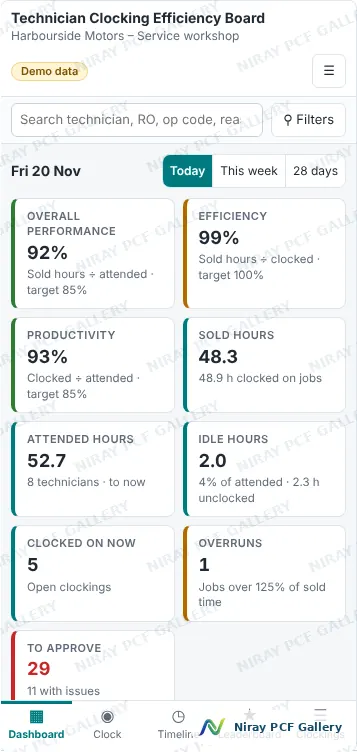 Technician Clocking Efficiency Board
Harbourside Motors – Service workshop
Demo data
Search technician, RO, op code, rea
Filters
Fri 20 Nov
Today
This week
28 days
OVERALL
PERFORMANCE
92%
Sold hours ÷ attended ·
target 85%
EFFICIENCY
99%
Sold hours ÷ clocked ·
target 100%
PRODUCTIVITY
93%
Clocked ÷ attended ·
target 85%
SOLD HOURS
48.3
48.9 h clocked on jobs
ATTENDED HOURS
52.7
8 technicians · to now
IDLE HOURS
2.0
4% of attended · 2.3 h
unclocked
CLOCKED ON NOW
5
Open clockings
OVERRUNS
1
Jobs over 125% of sold
time
TO APPROVE
29
11 with issues
Dashboard
Clock
Timelin
Niray PCF Gallery
NIRAY PCF GALLERY